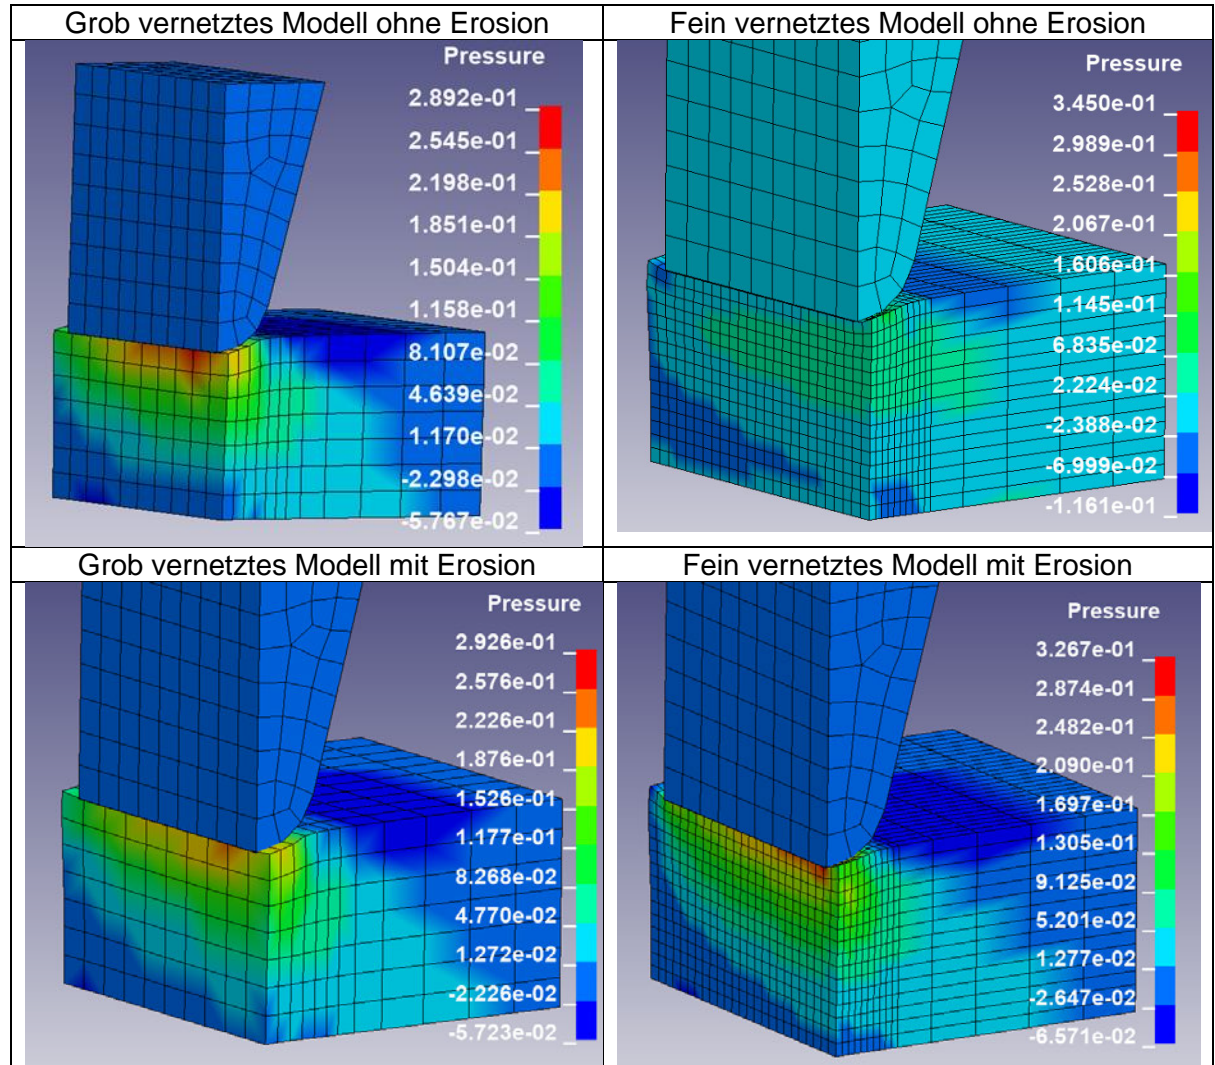 Grob vernetztes Modell ohne Erosion
Fein vernetztes Modell ohne Erosion
Pressure
2.892e-01
2.545e-01
2.198e-01
1.851e-01
1.504e-01
1.158e-01
8.107e-02
4.639e-02
1.170e-02
-2.298e-02
-5.767e-02
Pressure
3.450e-01
2.989e-01
2.528e-01
2.067e-01
1.606e-01
1.145e-01
6.835e-02
2.224e-02
-2.388e-02
-6.999e-02
-1.161e-01
Grob vernetztes Modell mit Erosion
Fein vernetztes Modell mit Erosion
Pressure
2.926e-01
2.576e-01
2.226e-01
1.876e-01
1.526e-01
1.177e-01
8.268e-02
4.770e-02
1.272e-02
-2.226e-02
-5.723e-02
Pressure
3.267e-01
2.874e-01
2.482e-01
2.090e-01
1.697e-01
1.305e-01
9.125e-02
5.201e-02
1.277e-02
-2.647e-02
-6.571e-02